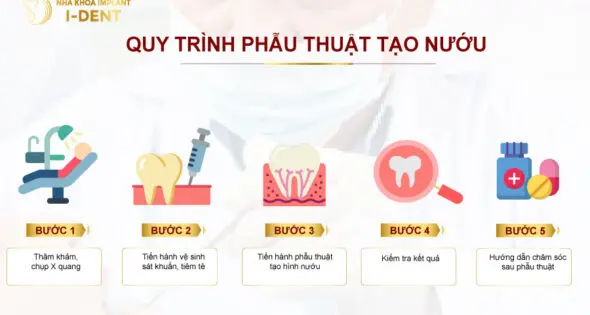 NHA KHOA IMPLANT
I-DENT
QUY TRÌNH PHẪU THUẬT TẠO NƯỚU
BƯỚC 1
Thăm khám,
chụp X quang
BƯỚC 2
Tiến hành vệ sinh
sát khuẩn, tiêm tê
BƯỚC 3
Tiến hành phẫu thuật
tạo hình nướu
BƯỚC 4
Kiểm tra kết quả
BƯỚC 5
Hướng dẫn chăm sóc
sau phẫu thuật